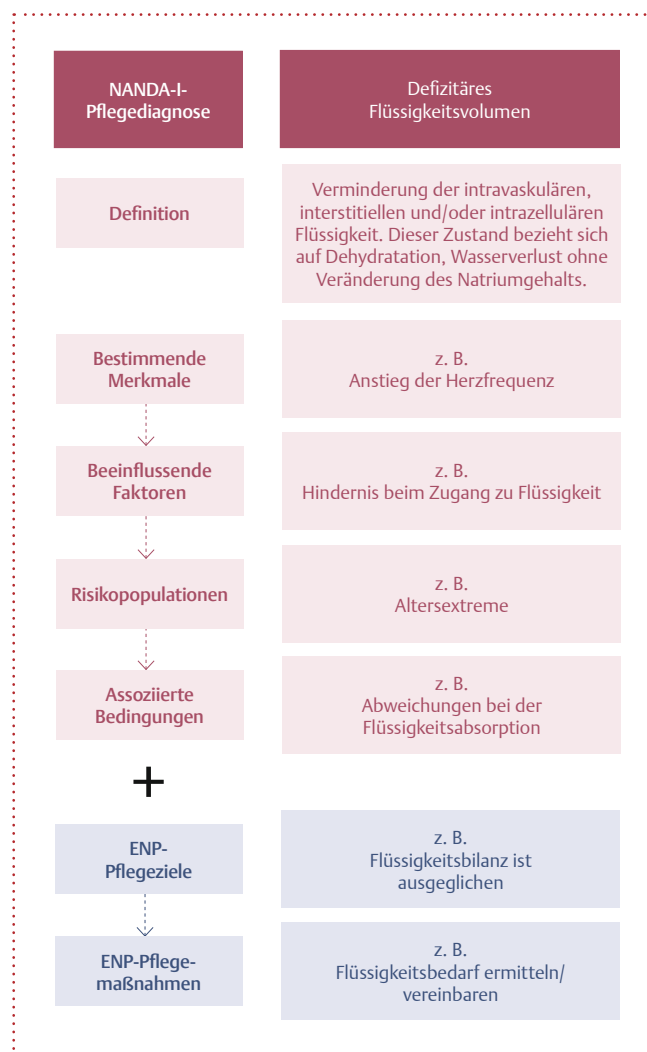 NANDA-I-
Pflegediagnose
Defizitäres
Flüssigkeitsvolumen
Definition
Verminderung der intravaskulären,
interstitiellen und/oder intrazellulären
Flüssigkeit. Dieser Zustand bezieht sich
auf Dehydratation, Wasserverlust ohne
Veränderung des Natriumgehalts.
Bestimmende
Merkmale
z. B.
Anstieg der Herzfrequenz
Beeinflussende
Faktoren
z. B.
Hindernis beim Zugang zu Flüssigkeit
Risikopopulationen
z. B.
Altersextreme
Assoziierte
Bedingungen
z. B.
Abweichungen bei der
Flüssigkeitsabsorption
+
ENP-
Pflegeziele
z. B.
Flüssigkeitsbilanz ist
ausgeglichen
ENP-Pflege-
maßnahmen
z. B.
Flüssigkeitsbedarf ermitteln/
vereinbaren